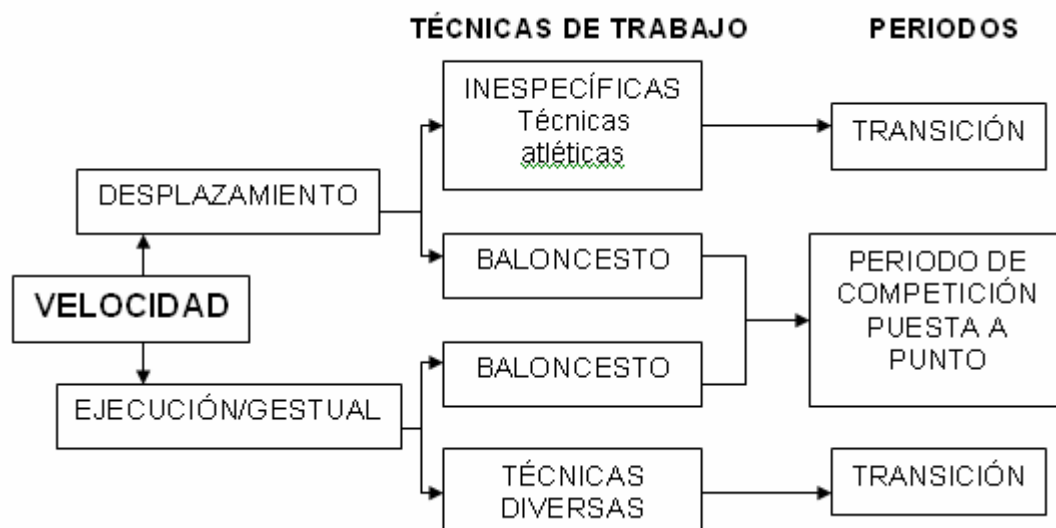 TÉCNICAS DE TRABAJO
PERIODOS
INESPECÍFICAS
Técnicas
atléticas
TRANSICIÓN
DESPLAZAMIENTO
BALONCESTO
PERIODO DE
COMPETICIÓN
PUESTA A
PUNTO
VELOCIDAD
BALONCESTO
EJECUCIÓN/GESTUAL
TÉCNICAS
DIVERSAS
TRANSICIÓN